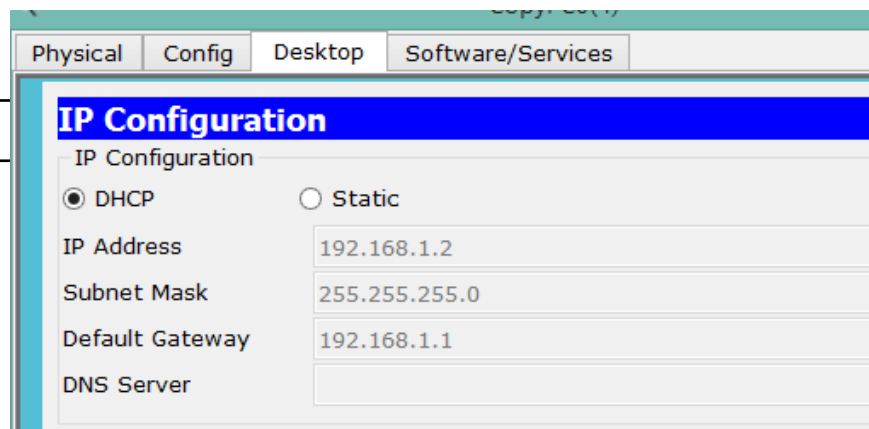 Physical Config Desktop Software/Services
IP Configuration
IP Configuration
DHCP Static
IP Address 192.168.1.2
Subnet Mask 255.255.255.0
Default Gateway 192.168.1.1
DNS Server